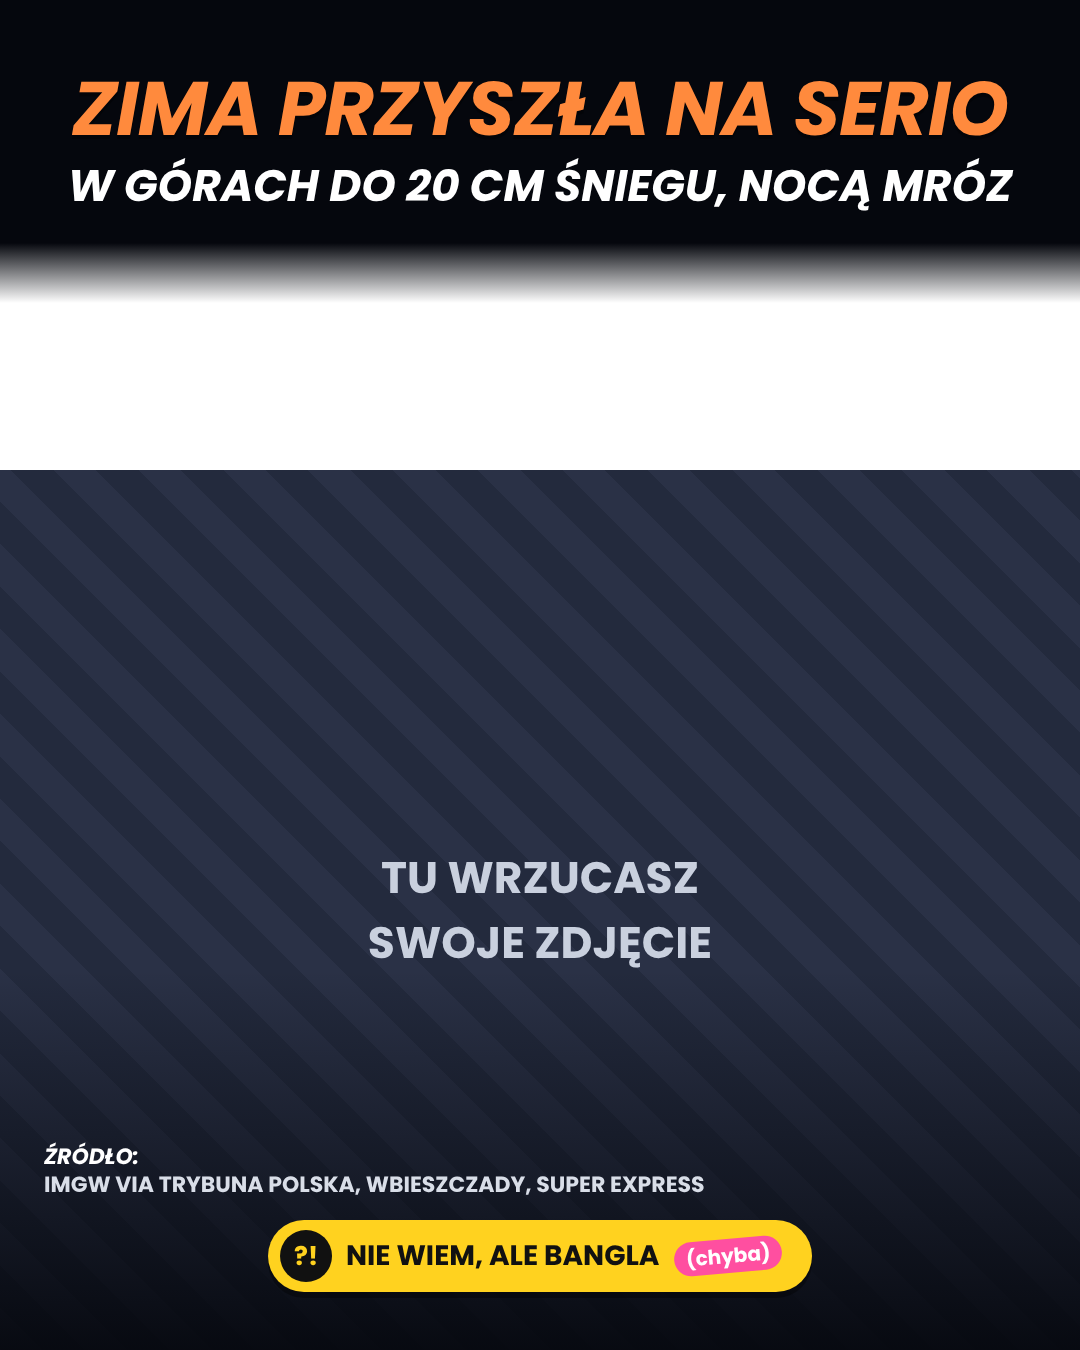 ZIMA PRZYSZŁA NA SERIO
W GÓRACH DO 20 CM ŚNIEGU, NOCĄ MRÓZ
TU WRZUCASZ
SWOJE ZDJĘCIE
ŹRÓDŁO:
IMGW VIA TRYBUNA POLSKA, WBIESZCZADY, SUPER EXPRESS
?! NIE WIEM, ALE BANGLA (chyba)